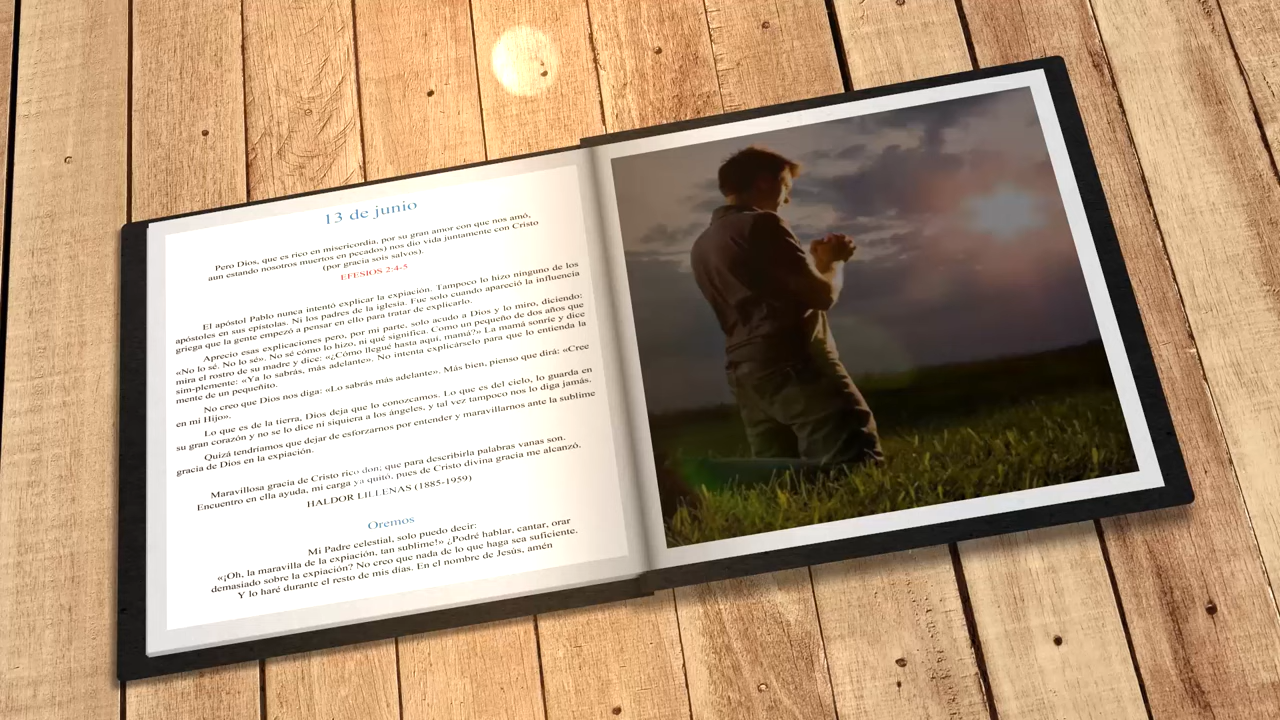 13 de junio
Pero Dios, que es rico en misericordia, por su gran amor con que nos amó,
aun estando nosotros muertos en pecados) nos dio vida juntamente con Cristo
(por gracia sois salvos).
EFESIOS 2:4-5
El apóstol Pablo nunca intentó explicar la expiación. Tampoco lo hizo ninguno de los
apóstoles en sus epístolas. Ni los padres de la iglesia. Fue solo cuando apareció la influencia
griega que la gente empezó a pensar en ello para tratar de explicarlo.
Aprecio esas explicaciones pero, por mi parte, solo acudo a Dios y lo miro, diciendo:
«No lo sé. No lo sé». No sé cómo lo hizo, ni qué significa. Como un pequeño de dos años que
mira el rostro de su madre y dice: «¿Cómo llegué hasta aquí, mamá?» La mamá sonríe y dice
sim-plemente: «Ya lo sabrás, más adelante». No intenta explicárselo para que lo entienda la
mente de un pequeñito.
No creo que Dios nos diga: «Lo sabrás más adelante». Más bien, pienso que dirá: «Cree
en mi Hijo».
Lo que es de la tierra, Dios deja que lo conozcamos. Lo que es del cielo, lo guarda en
su gran corazón y no se lo dice ni siquiera a los ángeles, y tal vez tampoco nos lo diga jamás.
Quizá tendríamos que dejar de esforzarnos por entender y maravillarnos ante la sublime
gracia de Dios en la expiación.
Maravillosa gracia de Cristo rico don; que para describirla palabras vanas son.
Encuentro en ella ayuda, mi carga ya quitó, pues de Cristo divina gracia me alcanzó.
HALDOR LILLENAS (1885-1959)
Oremos
Mi Padre celestial, solo puedo decir:
«¡Oh, la maravilla de la expiación, tan sublime!» ¿Podré hablar, cantar, orar
demasiado sobre la expiación? No creo que nada de lo que haga sea suficiente.
Y lo haré durante el resto de mis días. En el nombre de Jesús, amén